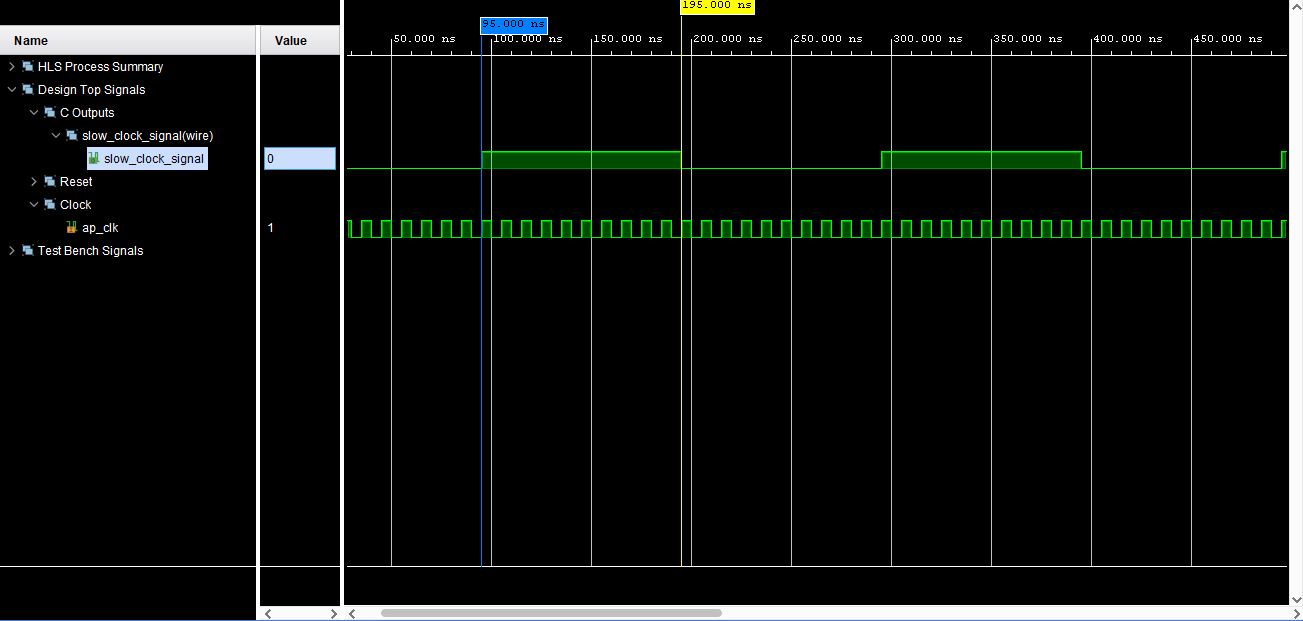 195.000 ns
95.000 ns
Name Value 50.000 ns 100.000 ns 150.000 ns 200.000 ns 250.000 ns 300.000 ns 350.000 ns 400.000 ns 450.000 ns
HLS Process Summary
Design Top Signals
C Outputs
slow_clock_signal(wire)
slow_clock_signal 0
Reset
Clock
ap_clk 1
Test Bench Signals